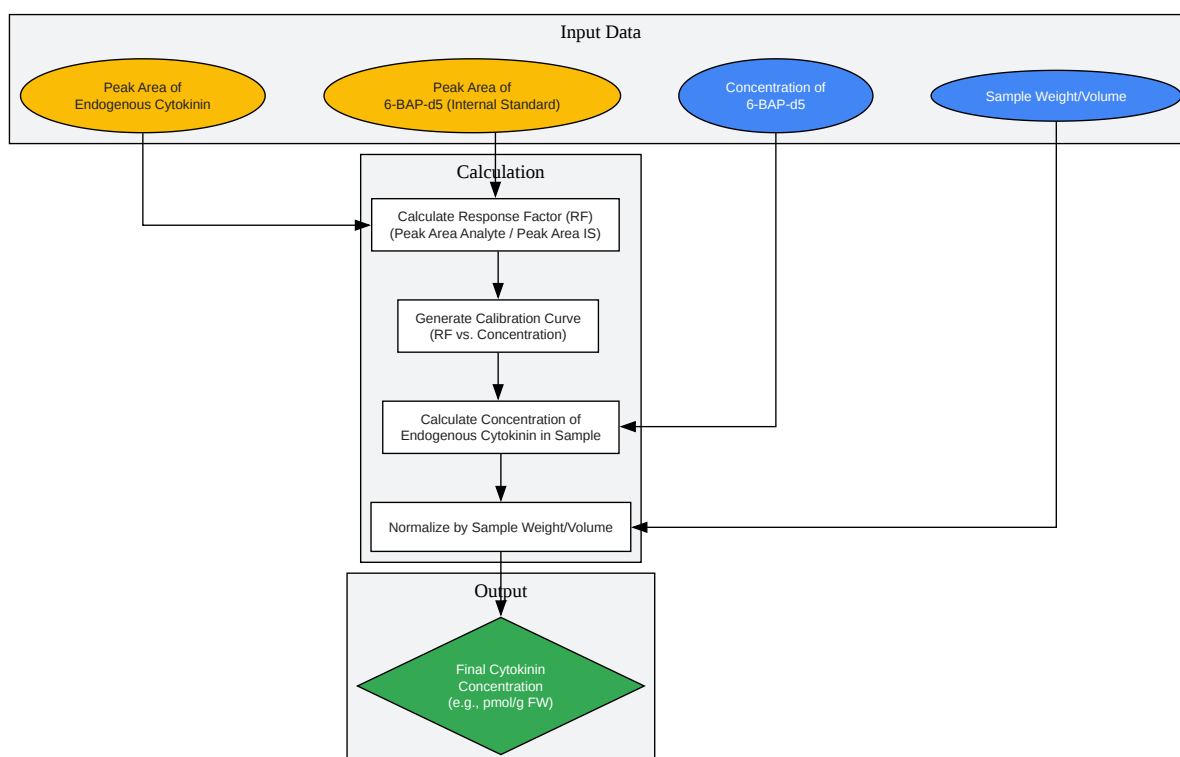 Input Data
Peak Area of
Endogenous Cytokinin
Peak Area of
6-BAP-d5 (Internal Standard)
Concentration of
6-BAP-d5
Sample Weight/Volume
Calculation
Calculate Response Factor (RF)
(Peak Area Analyte / Peak Area IS)
Generate Calibration Curve
(RF vs. Concentration)
Calculate Concentration of
Endogenous Cytokinin in Sample
Normalize by Sample Weight/Volume
Output
Final Cytokinin
Concentration
(e.g., pmol/g FW)